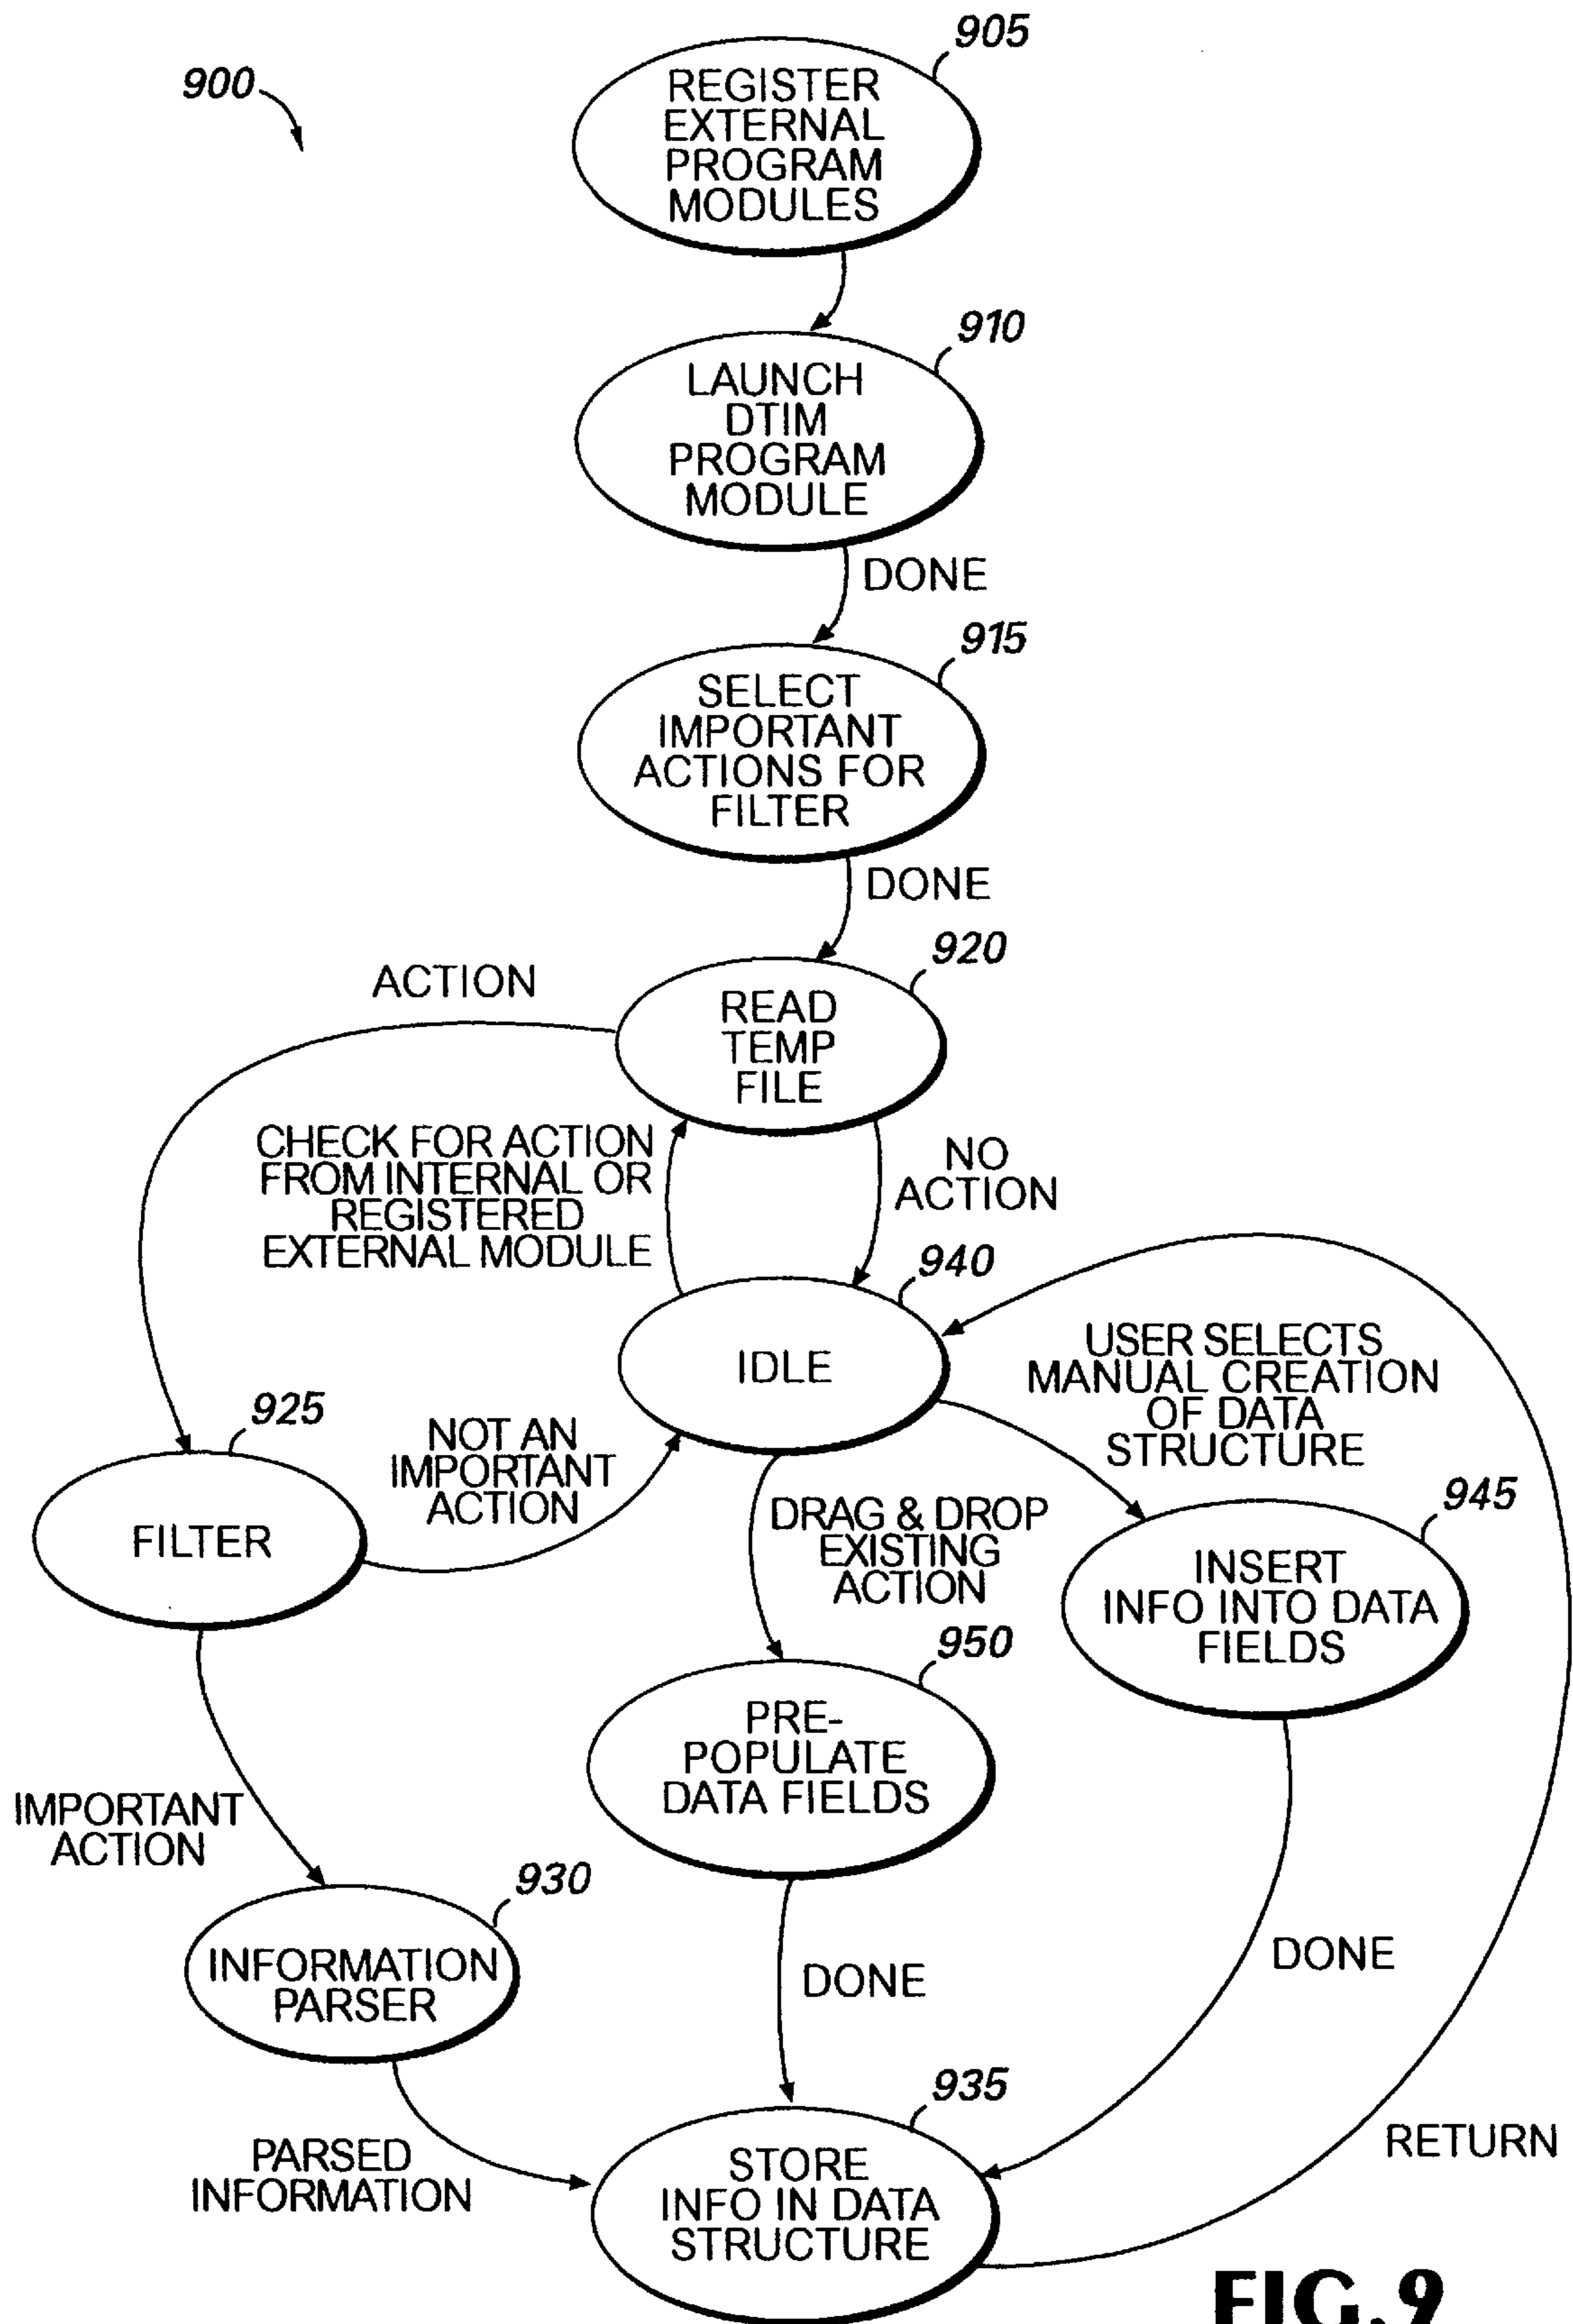 900
905
REGISTER
EXTERNAL
PROGRAM
MODULES
910
LAUNCH
DTIM
PROGRAM
MODULE
DONE
915
SELECT
IMPORTANT
ACTIONS FOR
FILTER
DONE
920
READ
TEMP
FILE
ACTION
CHECK FOR ACTION
FROM INTERNAL OR
REGISTERED
EXTERNAL MODULE
NO
ACTION
940
IDLE
USER SELECTS
MANUAL CREATION
OF DATA
STRUCTURE
925
FILTER
NOT AN
IMPORTANT
ACTION
DRAG & DROP
EXISTING
ACTION
945
INSERT
INFO INTO DATA
FIELDS
950
PRE-
POPULATE
DATA FIELDS
IMPORTANT
ACTION
930
INFORMATION
PARSER
DONE
DONE
PARSED
INFORMATION
935
STORE
INFO IN DATA
STRUCTURE
RETURN
FIG.9